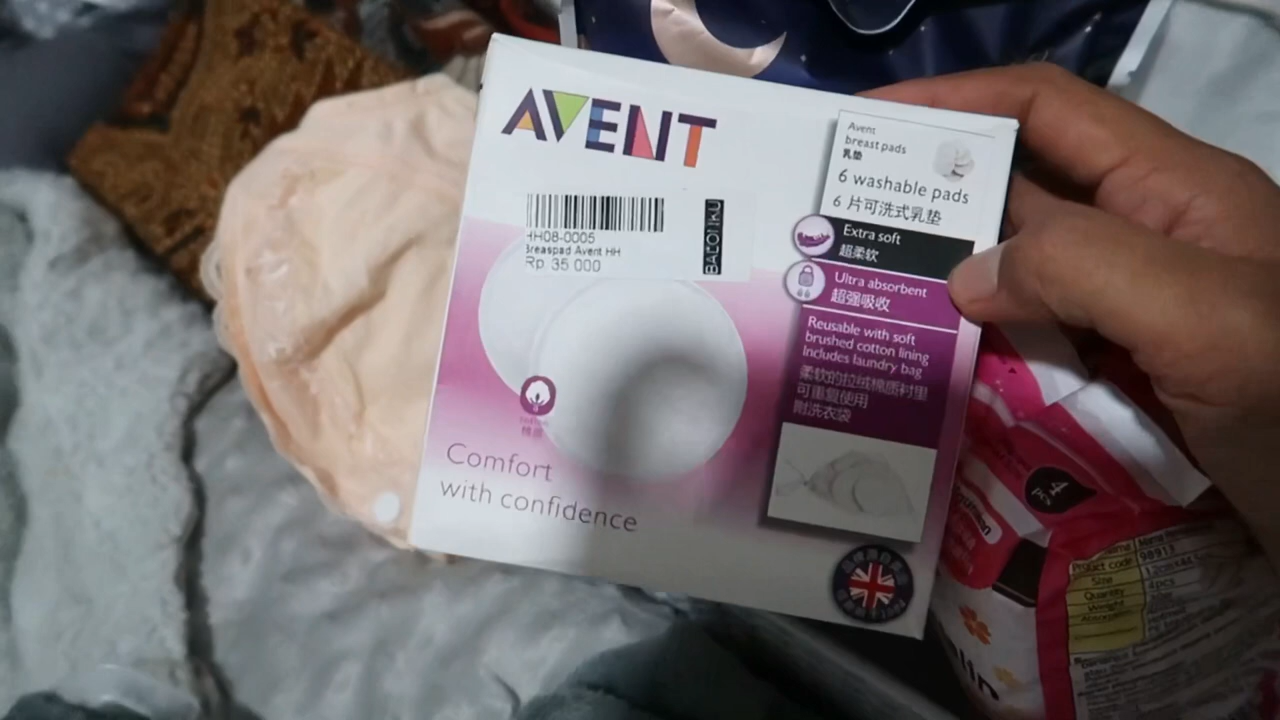 AVENT
HH08-0005
Breaspad Avent HH
Rp. 35 000
Avent
breast pads
乳垫
6 washable pads
6 片可洗式乳垫
Extra soft
超柔软
Ultra absorbent
超强吸收
Reusable with soft
brushed cotton lining
Includes laundry bag
柔软的拉绒棉质衬里
可重复使用
附洗衣袋
Comfort
with confidence
Product code 98913
Size
Quantity 4pcs
Weight